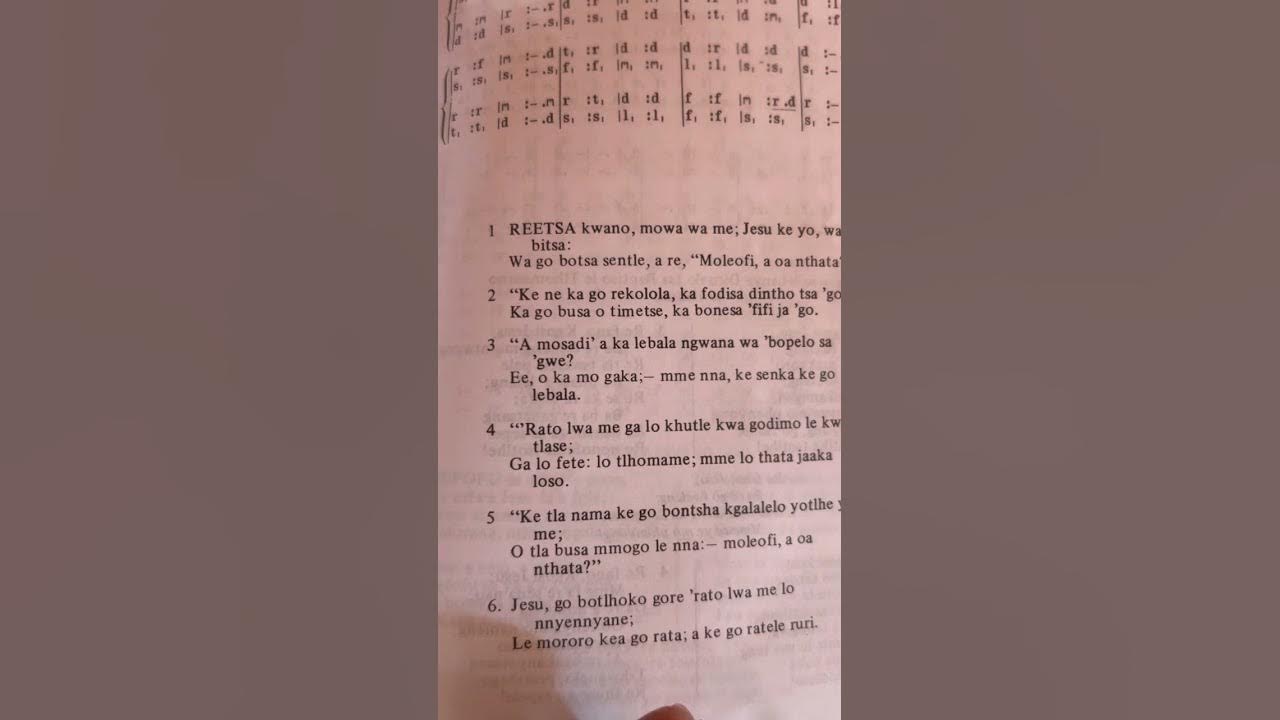 r :f |m :-.d|t, :r |d :d |d :r |d :d |d :-
s, :s, |s, :-.s,|f, :f, |m, :m, |l, :l, |s, :s, |s, :-
r :r |m :-.m|r :t, |d :d |f :f |m :r.d|r :-
t, :t, |d :-.d|s, :s, |l, :l, |f, :f, |s, :s, |s, :-
1 REETSA kwano, mowa wa me; Jesu ke yo, wa
bitsa:
Wa go botsa sentle, a re, “Moleofi, a oa nthata
2 “Ke ne ka go rekolola, ka fodisa dintho tsa ’go
Ka go busa o timetse, ka bonesa ’fifi ja ’go.
3 “A mosadi’ a ka lebala ngwana wa ’bopelo sa
’gwe?
Ee, o ka mo gaka;— mme nna, ke senka ke go
lebala.
4 “’Rato lwa me ga lo khutle kwa godimo le kw
tlase;
Ga lo fete: lo tlhomame; mme lo thata jaaka
loso.
5 “Ke tla nama ke go bontsha kgalalelo yotlhe
me;
O tla busa mmogo le nna:— moleofi, a oa
nthata?”
6. Jesu, go botlhoko gore ’rato lwa me lo
nnyennyane;
Le mororo kea go rata; a ke go ratele ruri.